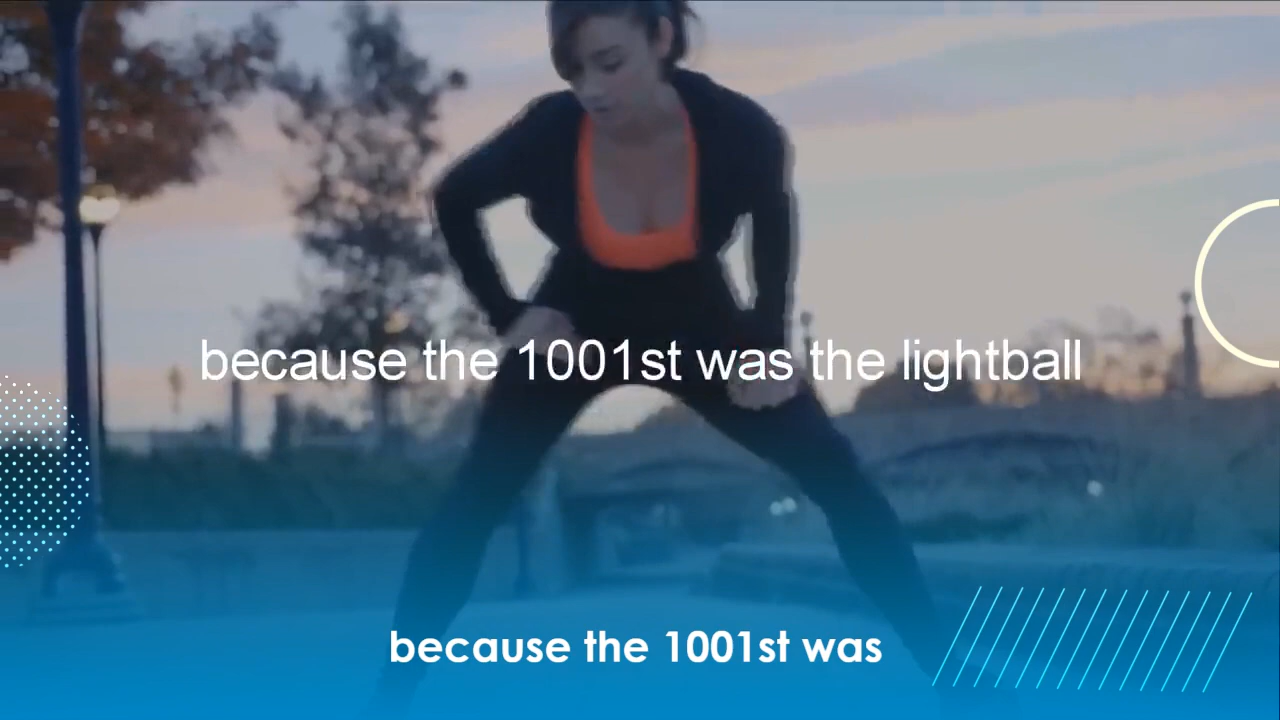 because the 1001st was the lightball
because the 1001st was